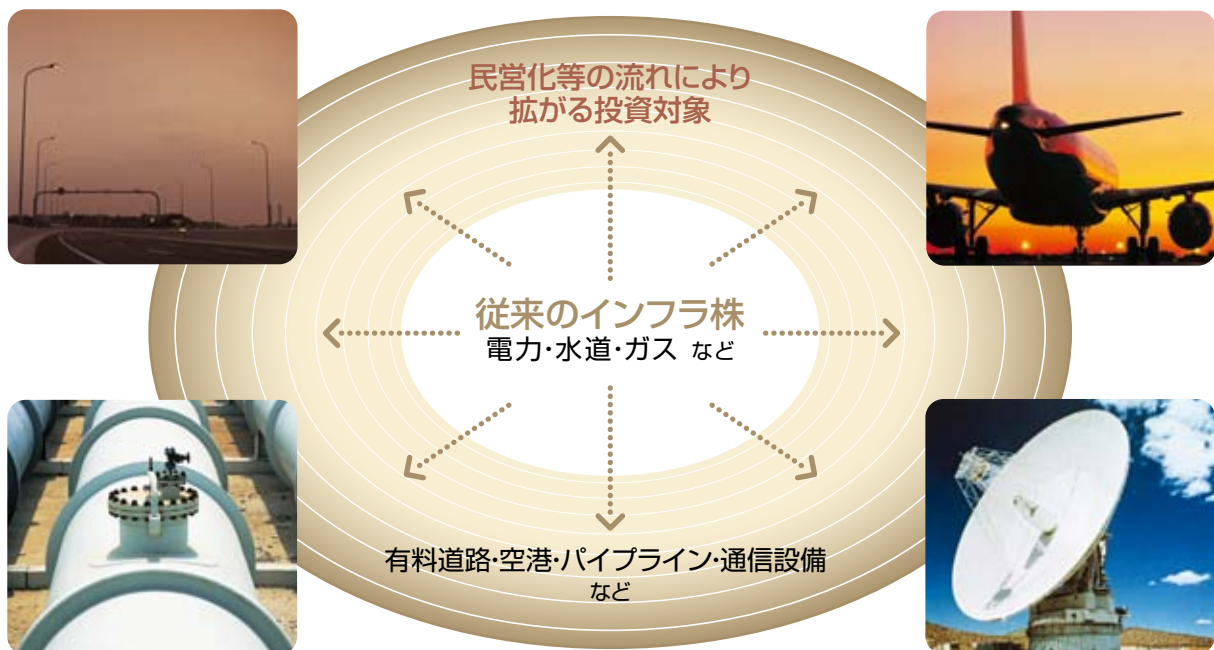 民営化等の流れにより
拡がる投資対象
従来のインフラ株
電力・水道・ガス など
有料道路・空港・パイプライン・通信設備
など